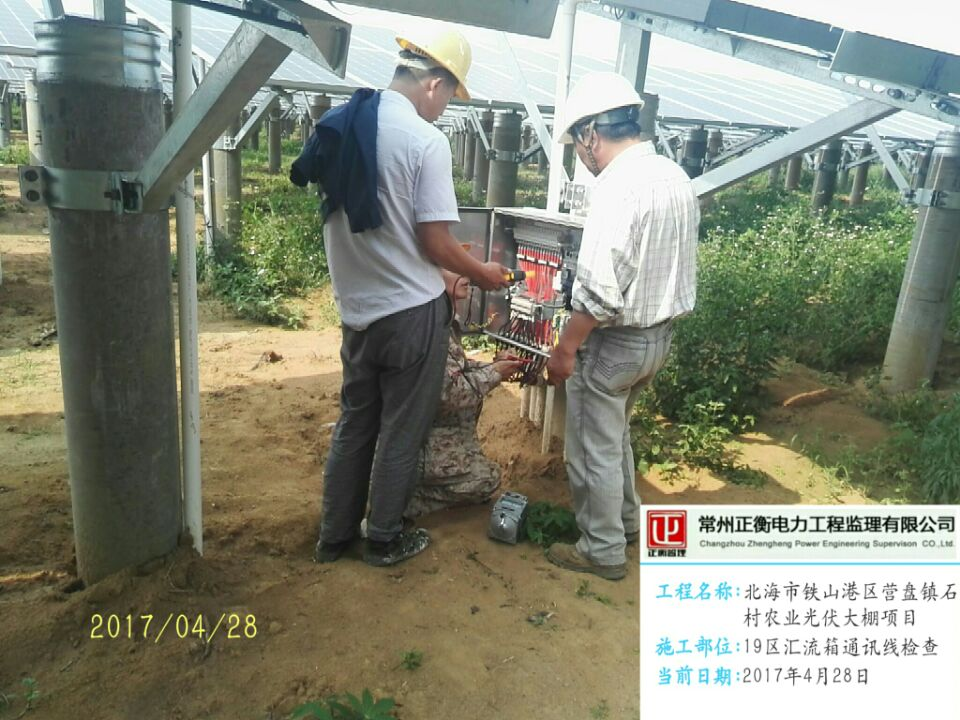 2017/04/28
常州正衡电力工程监理有限公司
Changzhou Zhengheng Power Engineering Supervison CO.,Ltd.
正衡管理
工程名称:北海市铁山港区营盘镇石
村农业光伏大棚项目
施工部位:19区汇流箱通讯线检查
当前日期:2017年4月28日